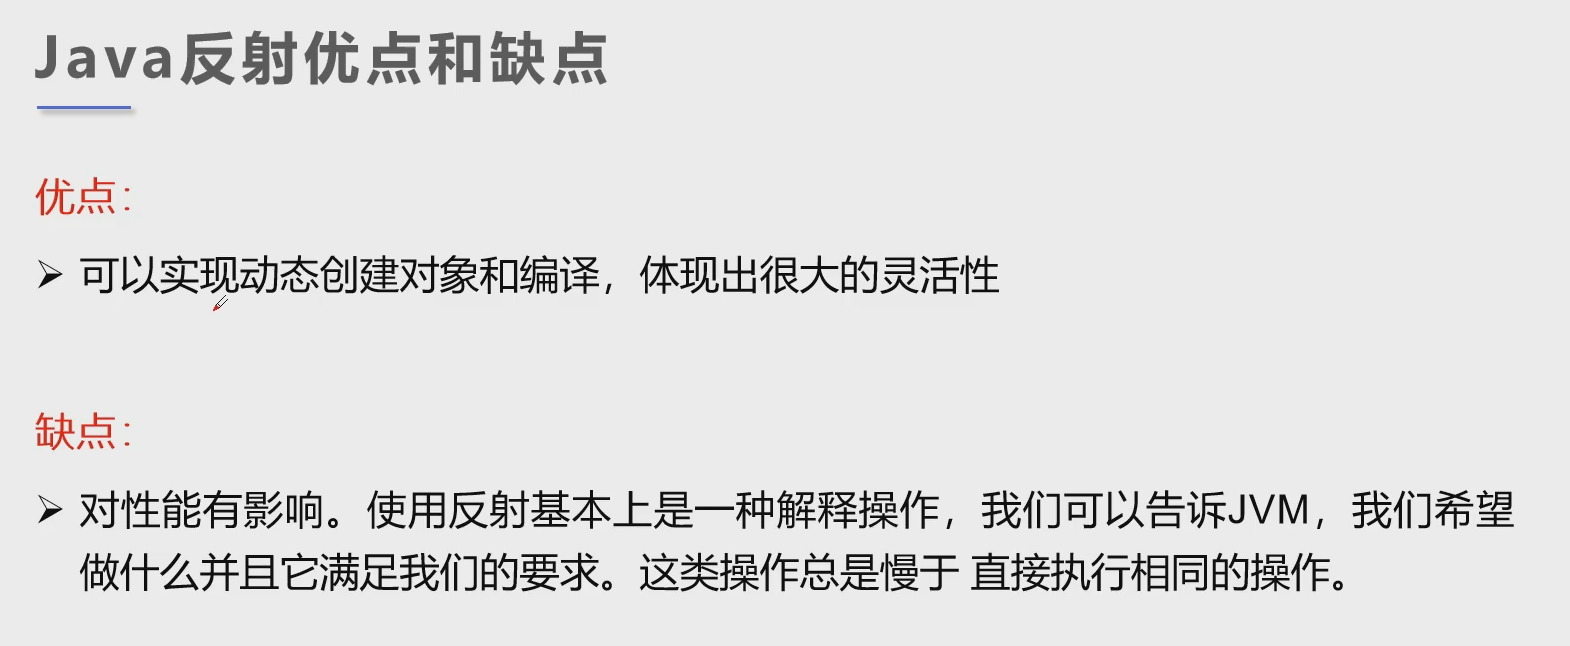 Java反射优点和缺点
优点：
➢ 可以实现动态创建对象和编译，体现出很大的灵活性
缺点：
➢ 对性能有影响。使用反射基本上是一种解释操作，我们可以告诉JVM，我们希望
做什么并且它满足我们的要求。这类操作总是慢于 直接执行相同的操作。